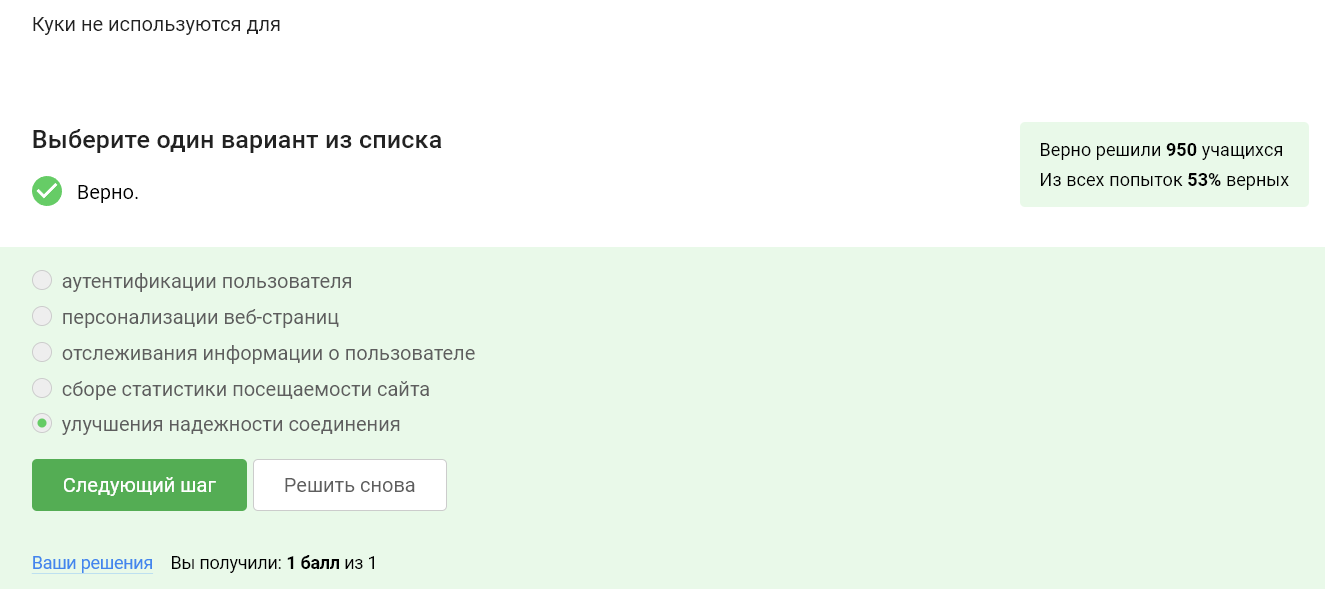 Куки не используются для
Выберите один вариант из списка
Верно решили 950 учащихся
Из всех попыток 53% верных
Верно.
аутентификации пользователя
персонализации веб-страниц
отслеживания информации о пользователе
сборе статистики посещаемости сайта
улучшения надежности соединения
Следующий шаг
Решить снова
Ваши решения Вы получили: 1 балл из 1